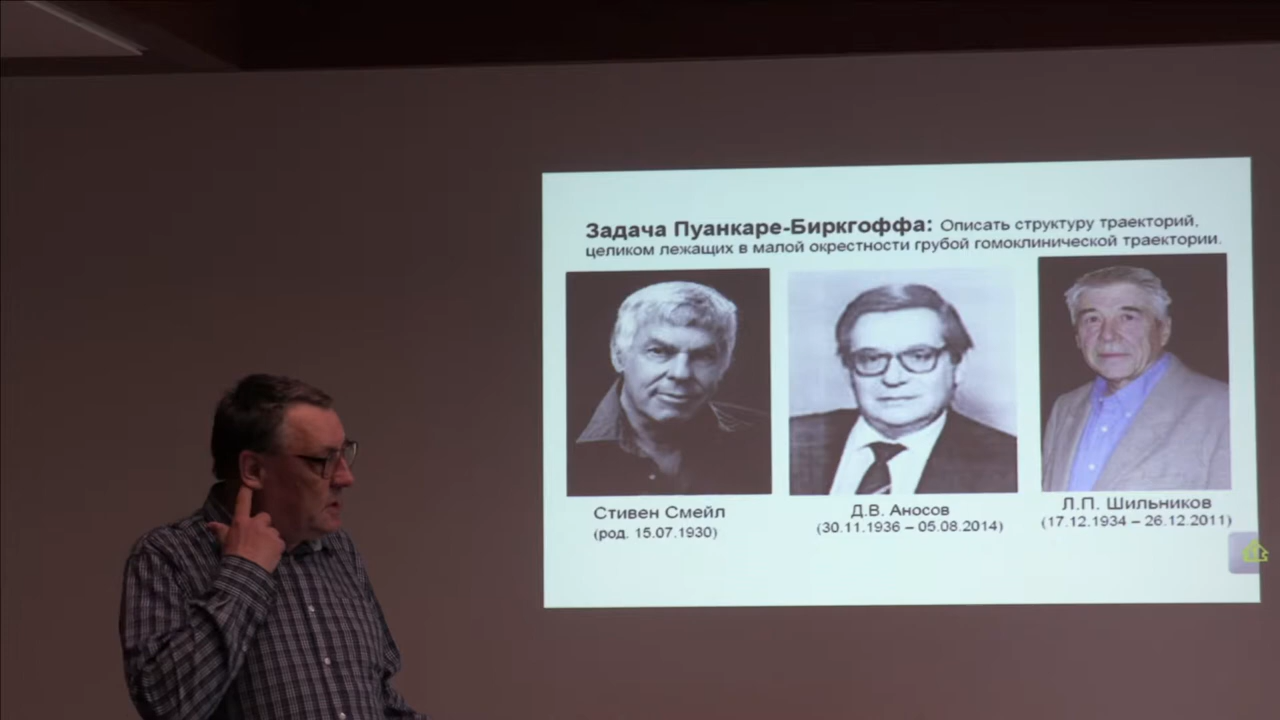 Задача Пуанкаре-Биркгоффа: Описать структуру траекторий,
целиком лежащих в малой окрестности грубой гомоклинической траектории.
Стивен Смейл
(род. 15.07.1930)
Д.В. Аносов
(30.11.1936 – 05.08.2014)
Л.П. Шильников
(17.12.1934 – 26.12.2011)